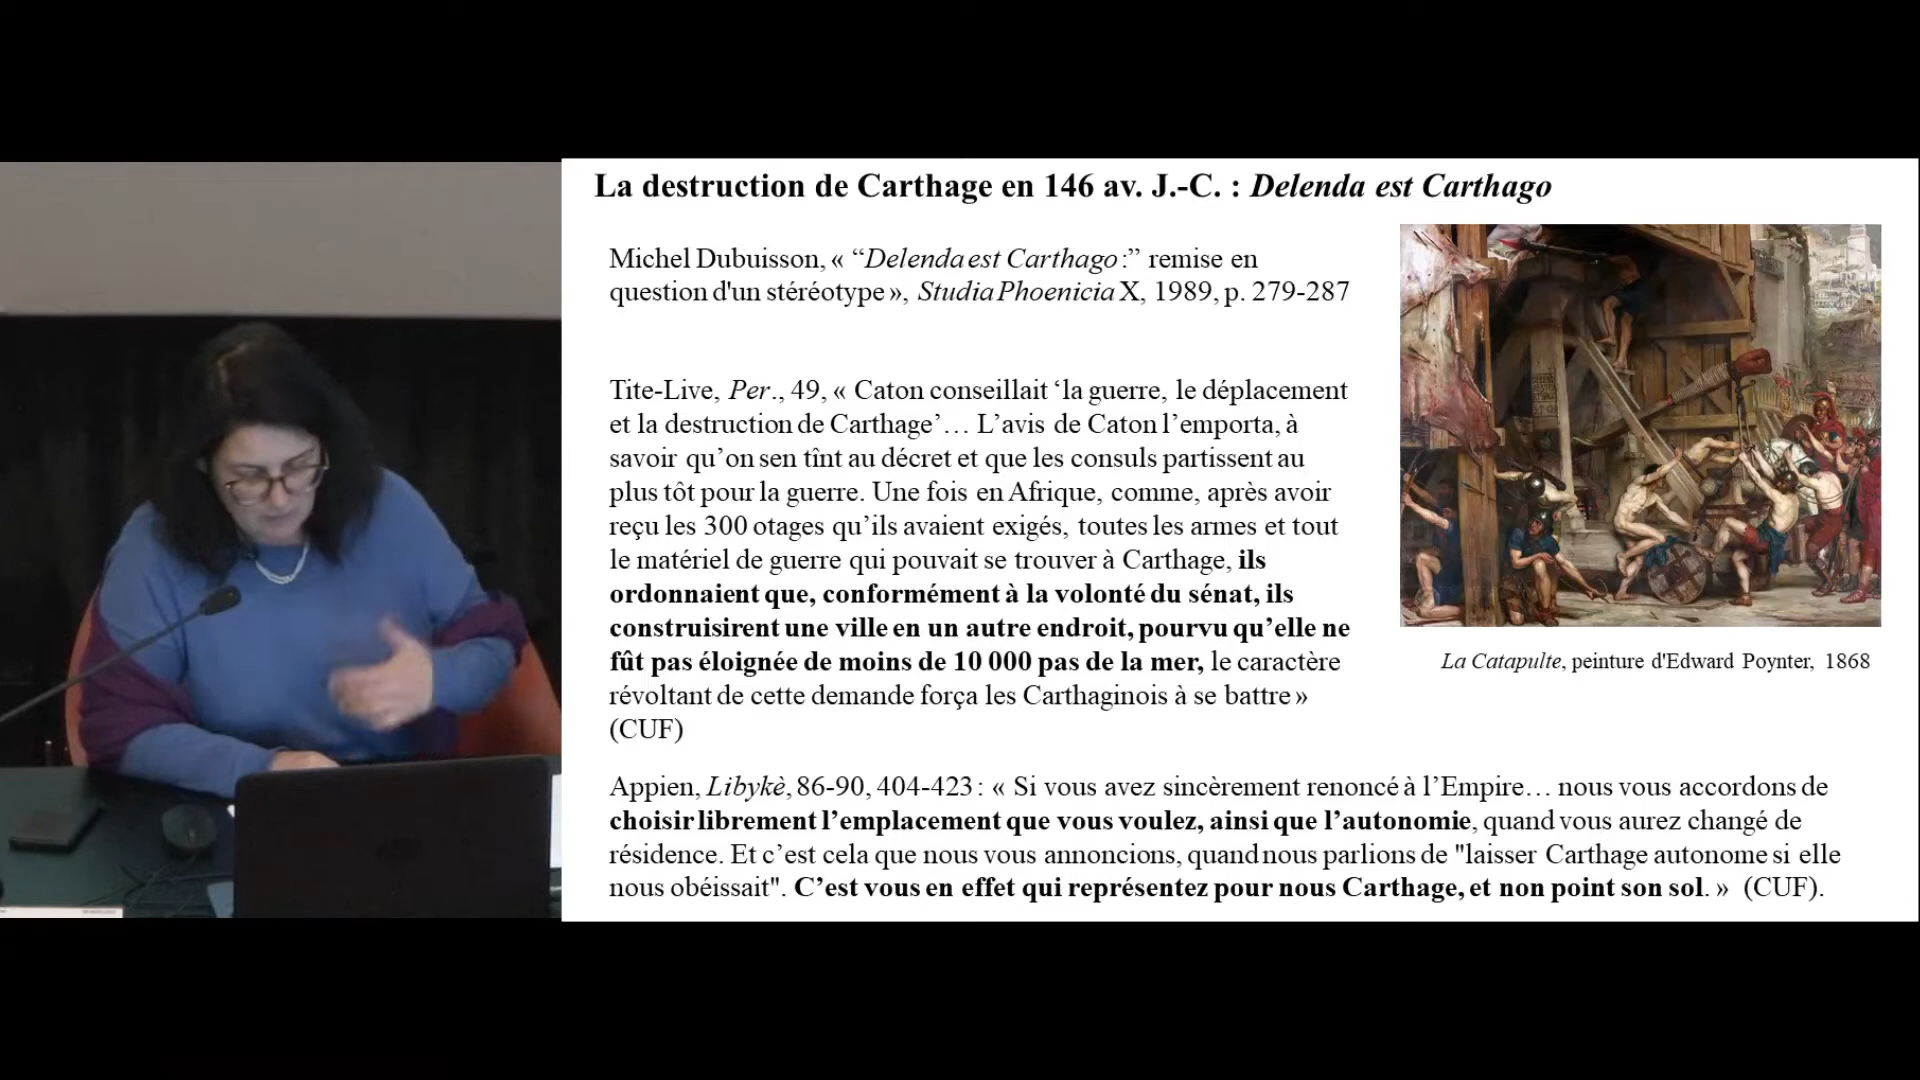 La destruction de Carthage en 146 av. J.-C. : Delenda est Carthago
Michel Dubuisson, « “Delenda est Carthago :” remise en
question d'un stéréotype », Studia Phoenicia X, 1989, p. 279-287
Tite-Live, Per., 49, « Caton conseillait ‘la guerre, le déplacement
et la destruction de Carthage’… L’avis de Caton l’emporta, à
savoir qu’on sen tînt au décret et que les consuls partissent au
plus tôt pour la guerre. Une fois en Afrique, comme, après avoir
reçu les 300 otages qu’ils avaient exigés, toutes les armes et tout
le matériel de guerre qui pouvait se trouver à Carthage, ils
ordonnaient que, conformément à la volonté du sénat, ils
construisirent une ville en un autre endroit, pourvu qu’elle ne
fût pas éloignée de moins de 10 000 pas de la mer, le caractère
révoltant de cette demande força les Carthaginois à se battre »
(CUF)
La Catapulte, peinture d'Edward Poynter, 1868
Appien, Libykè, 86-90, 404-423 : « Si vous avez sincèrement renoncé à l’Empire… nous vous accordons de
choisir librement l’emplacement que vous voulez, ainsi que l’autonomie, quand vous aurez changé de
résidence. Et c’est cela que nous vous annoncions, quand nous parlions de "laisser Carthage autonome si elle
nous obéissait". C’est vous en effet qui représentez pour nous Carthage, et non point son sol. » (CUF).